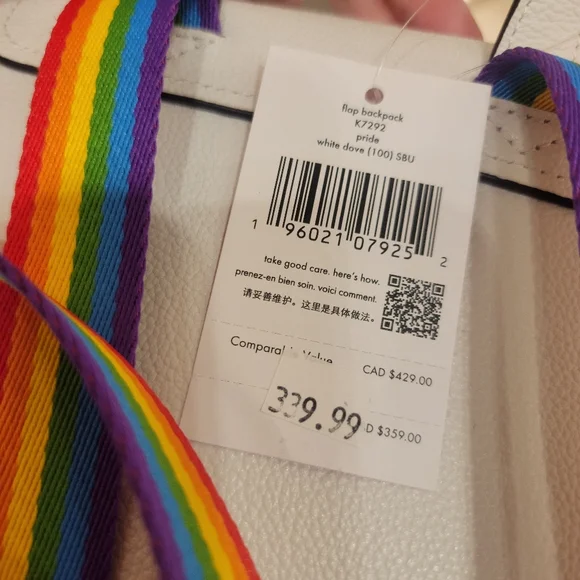 flap backpack
K7292
pride
white dove (100) SBU
1 96021 07925 2
take good care. here's how.
prenez-en bien soin. voici comment.
请妥善维护。这里是具体做法。
Value
CAD $429.00
339.99
D $359.00